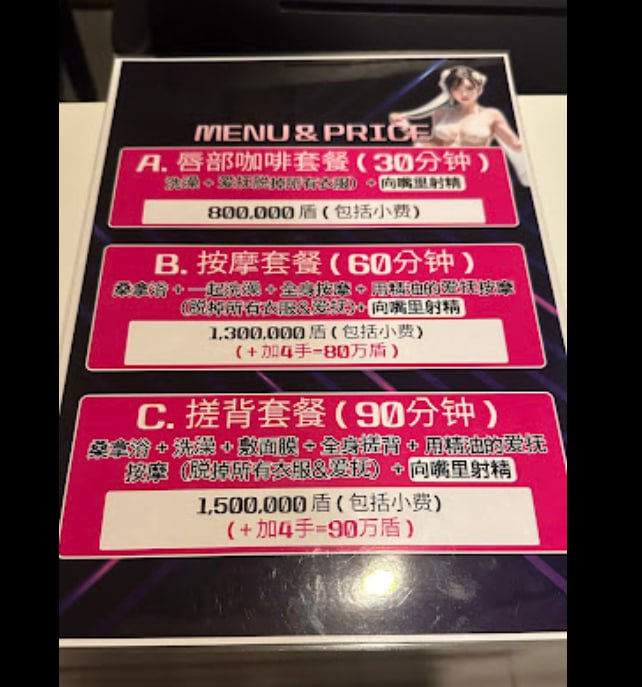 MENU & PRICE
A. 唇部咖啡套餐 ( 30分钟 )
洗澡 + 爱抚脱掉所有衣服) + 向嘴里射精
800,000 盾 ( 包括小费 )
B. 按摩套餐 ( 60分钟 )
桑拿浴 + 一起洗澡 + 全身按摩 + 用精油的爱抚按摩
(脱掉所有衣服&爱抚)+ 向嘴里射精
1,300,000 盾 ( 包括小费 )
( + 加4手=80万盾 )
C. 搓背套餐 ( 90分钟 )
桑拿浴 + 洗澡 + 敷面膜 + 全身搓背 + 用精油的爱抚
按摩 (脱掉所有衣服&爱抚) + 向嘴里射精
1,500,000 盾 ( 包括小费 )
( + 加4手=90万盾 )